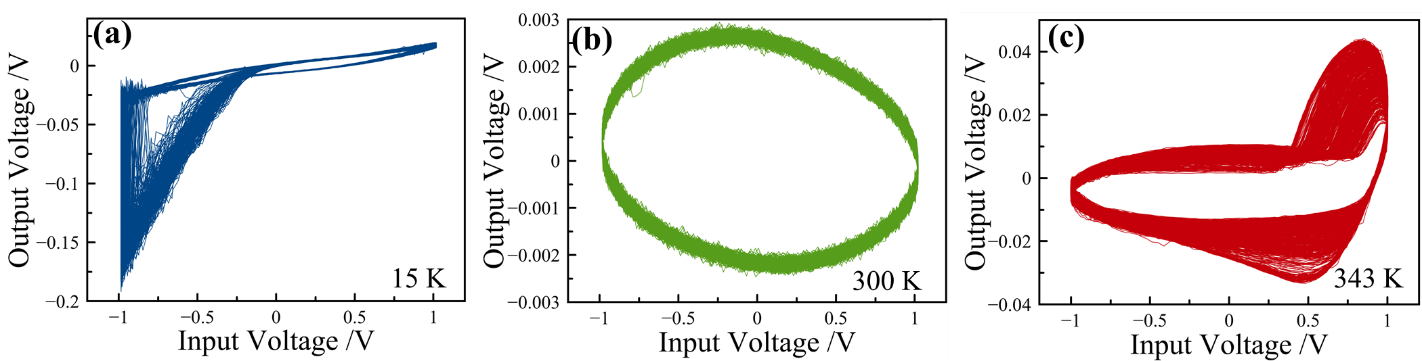 (a)
Output Voltage /V
0
−0.05
−0.1
−0.15
−0.2
−1
−0.5
0
0.5
1
Input Voltage /V
15 K
(b)
Output Voltage /V
0.003
0.002
0.001
0
−0.001
−0.002
−0.003
−1
−0.5
0
0.5
1
Input Voltage /V
300 K
(c)
Output Voltage /V
0.04
0.02
0
−0.02
−0.04
−1
−0.5
0
0.5
1
Input Voltage /V
343 K